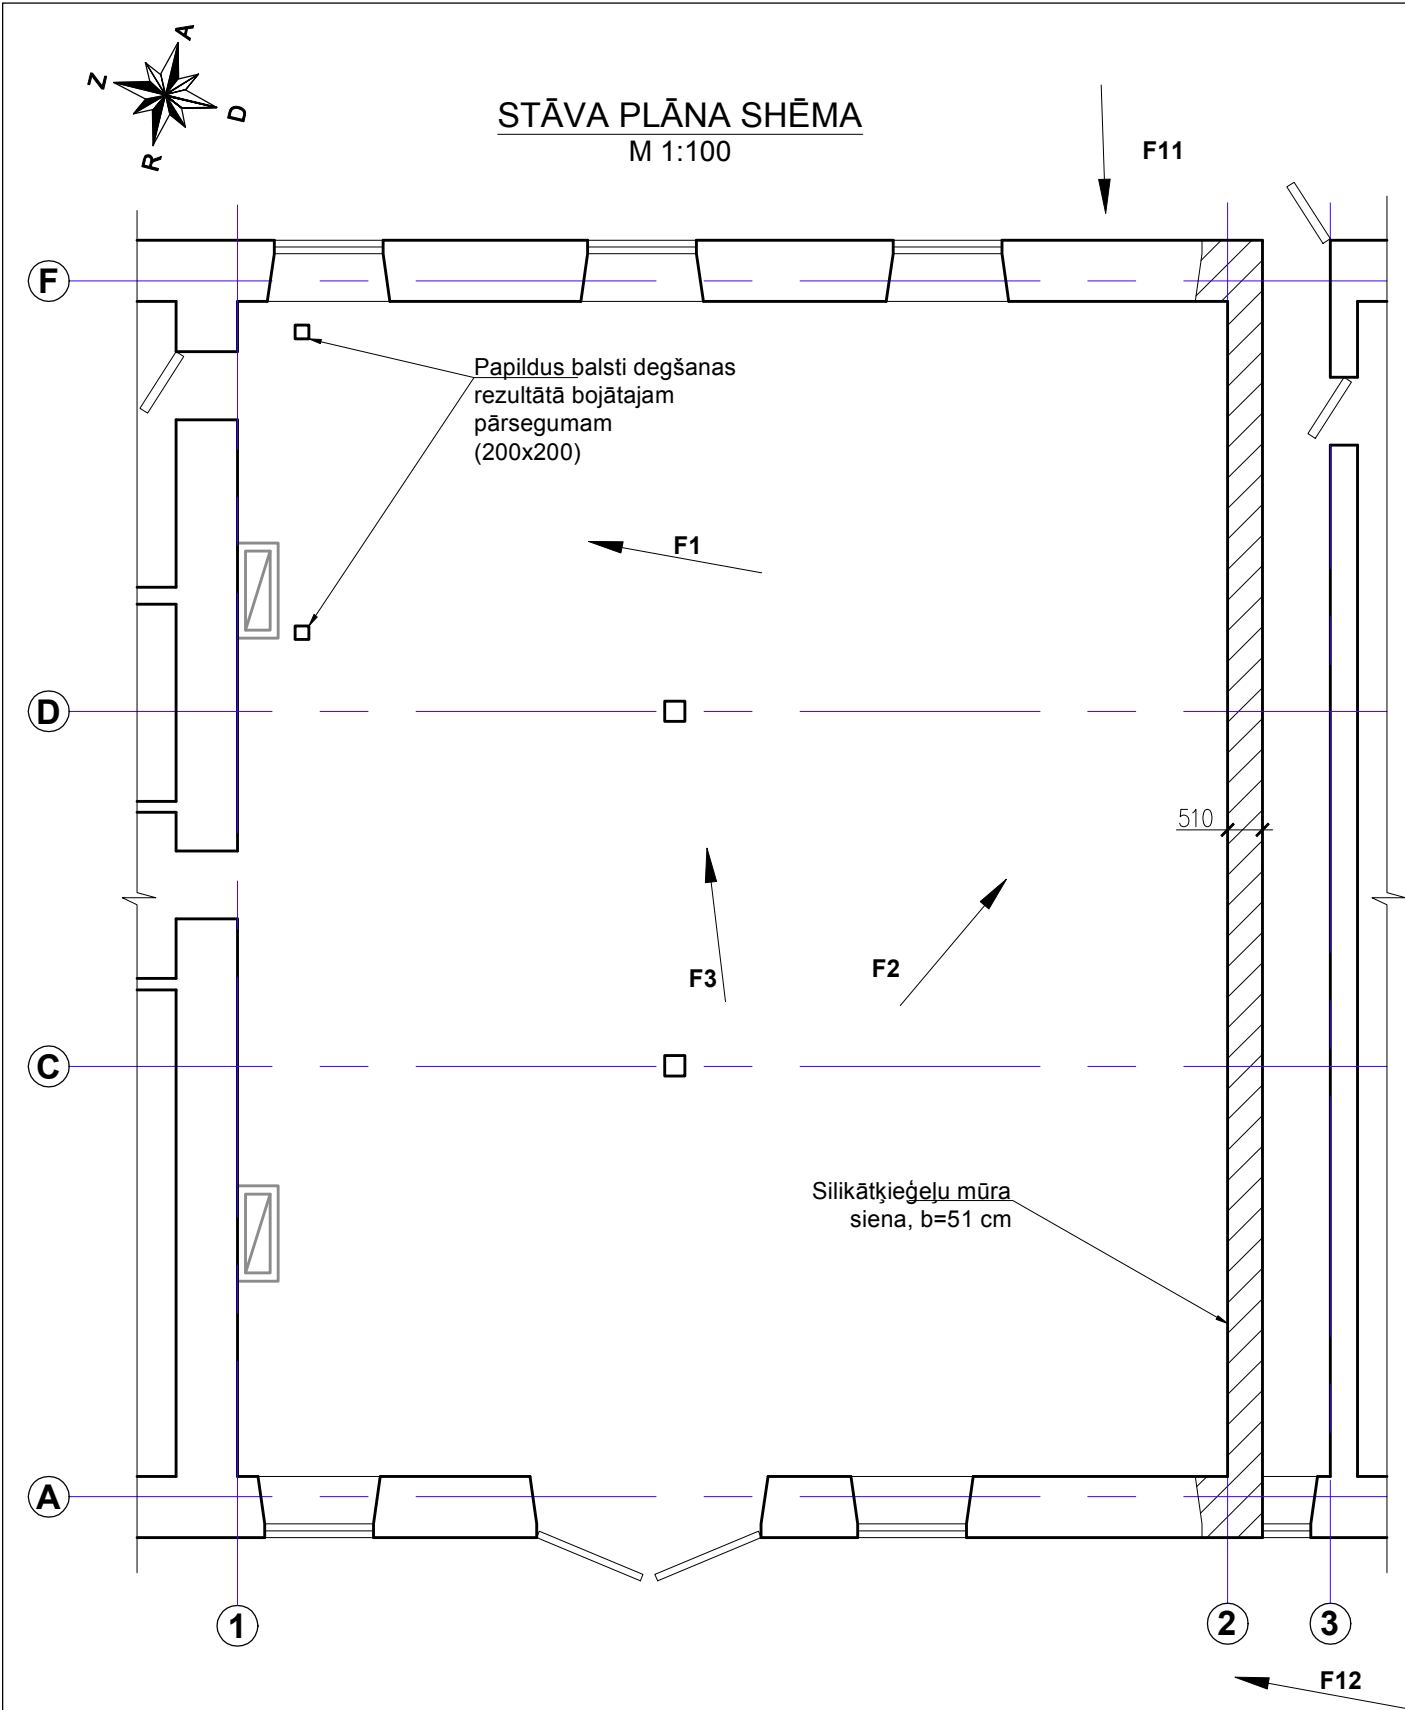 A
Z
D
R
STĀVA PLĀNA SHĒMA
M 1:100
F11
F
Papildus balsti degšanas
rezultātā bojātajam
pārsegumam
(200x200)
F1
D
510
F3
F2
C
Silikātķieģeļu mūra
siena, b=51 cm
A
1
2
3
F12